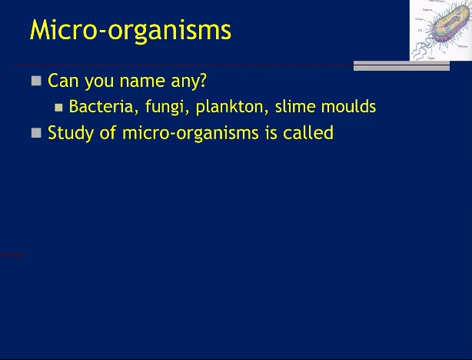 Micro-organisms
Can you name any?
Bacteria, fungi, plankton, slime moulds
Study of micro-organisms is called